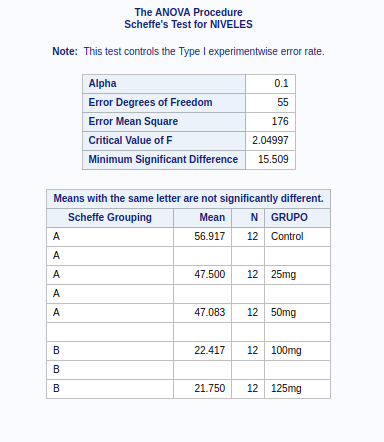 The ANOVA Procedure
Scheffe's Test for NIVELES
Note: This test controls the Type I experimentwise error rate.
Alpha 0.1
Error Degrees of Freedom 55
Error Mean Square 176
Critical Value of F 2.04997
Minimum Significant Difference 15.509
Means with the same letter are not significantly different.
Scheffe Grouping Mean N GRUPO
A 56.917 12 Control
A
A 47.500 12 25mg
A
A 47.083 12 50mg
B 22.417 12 100mg
B
B 21.750 12 125mg